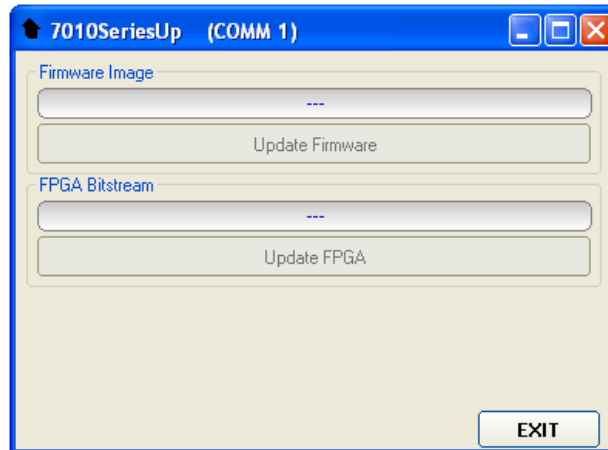 7010SeriesUp (COMM 1)
Firmware Image
---
Update Firmware
FPGA Bitstream
---
Update FPGA
EXIT